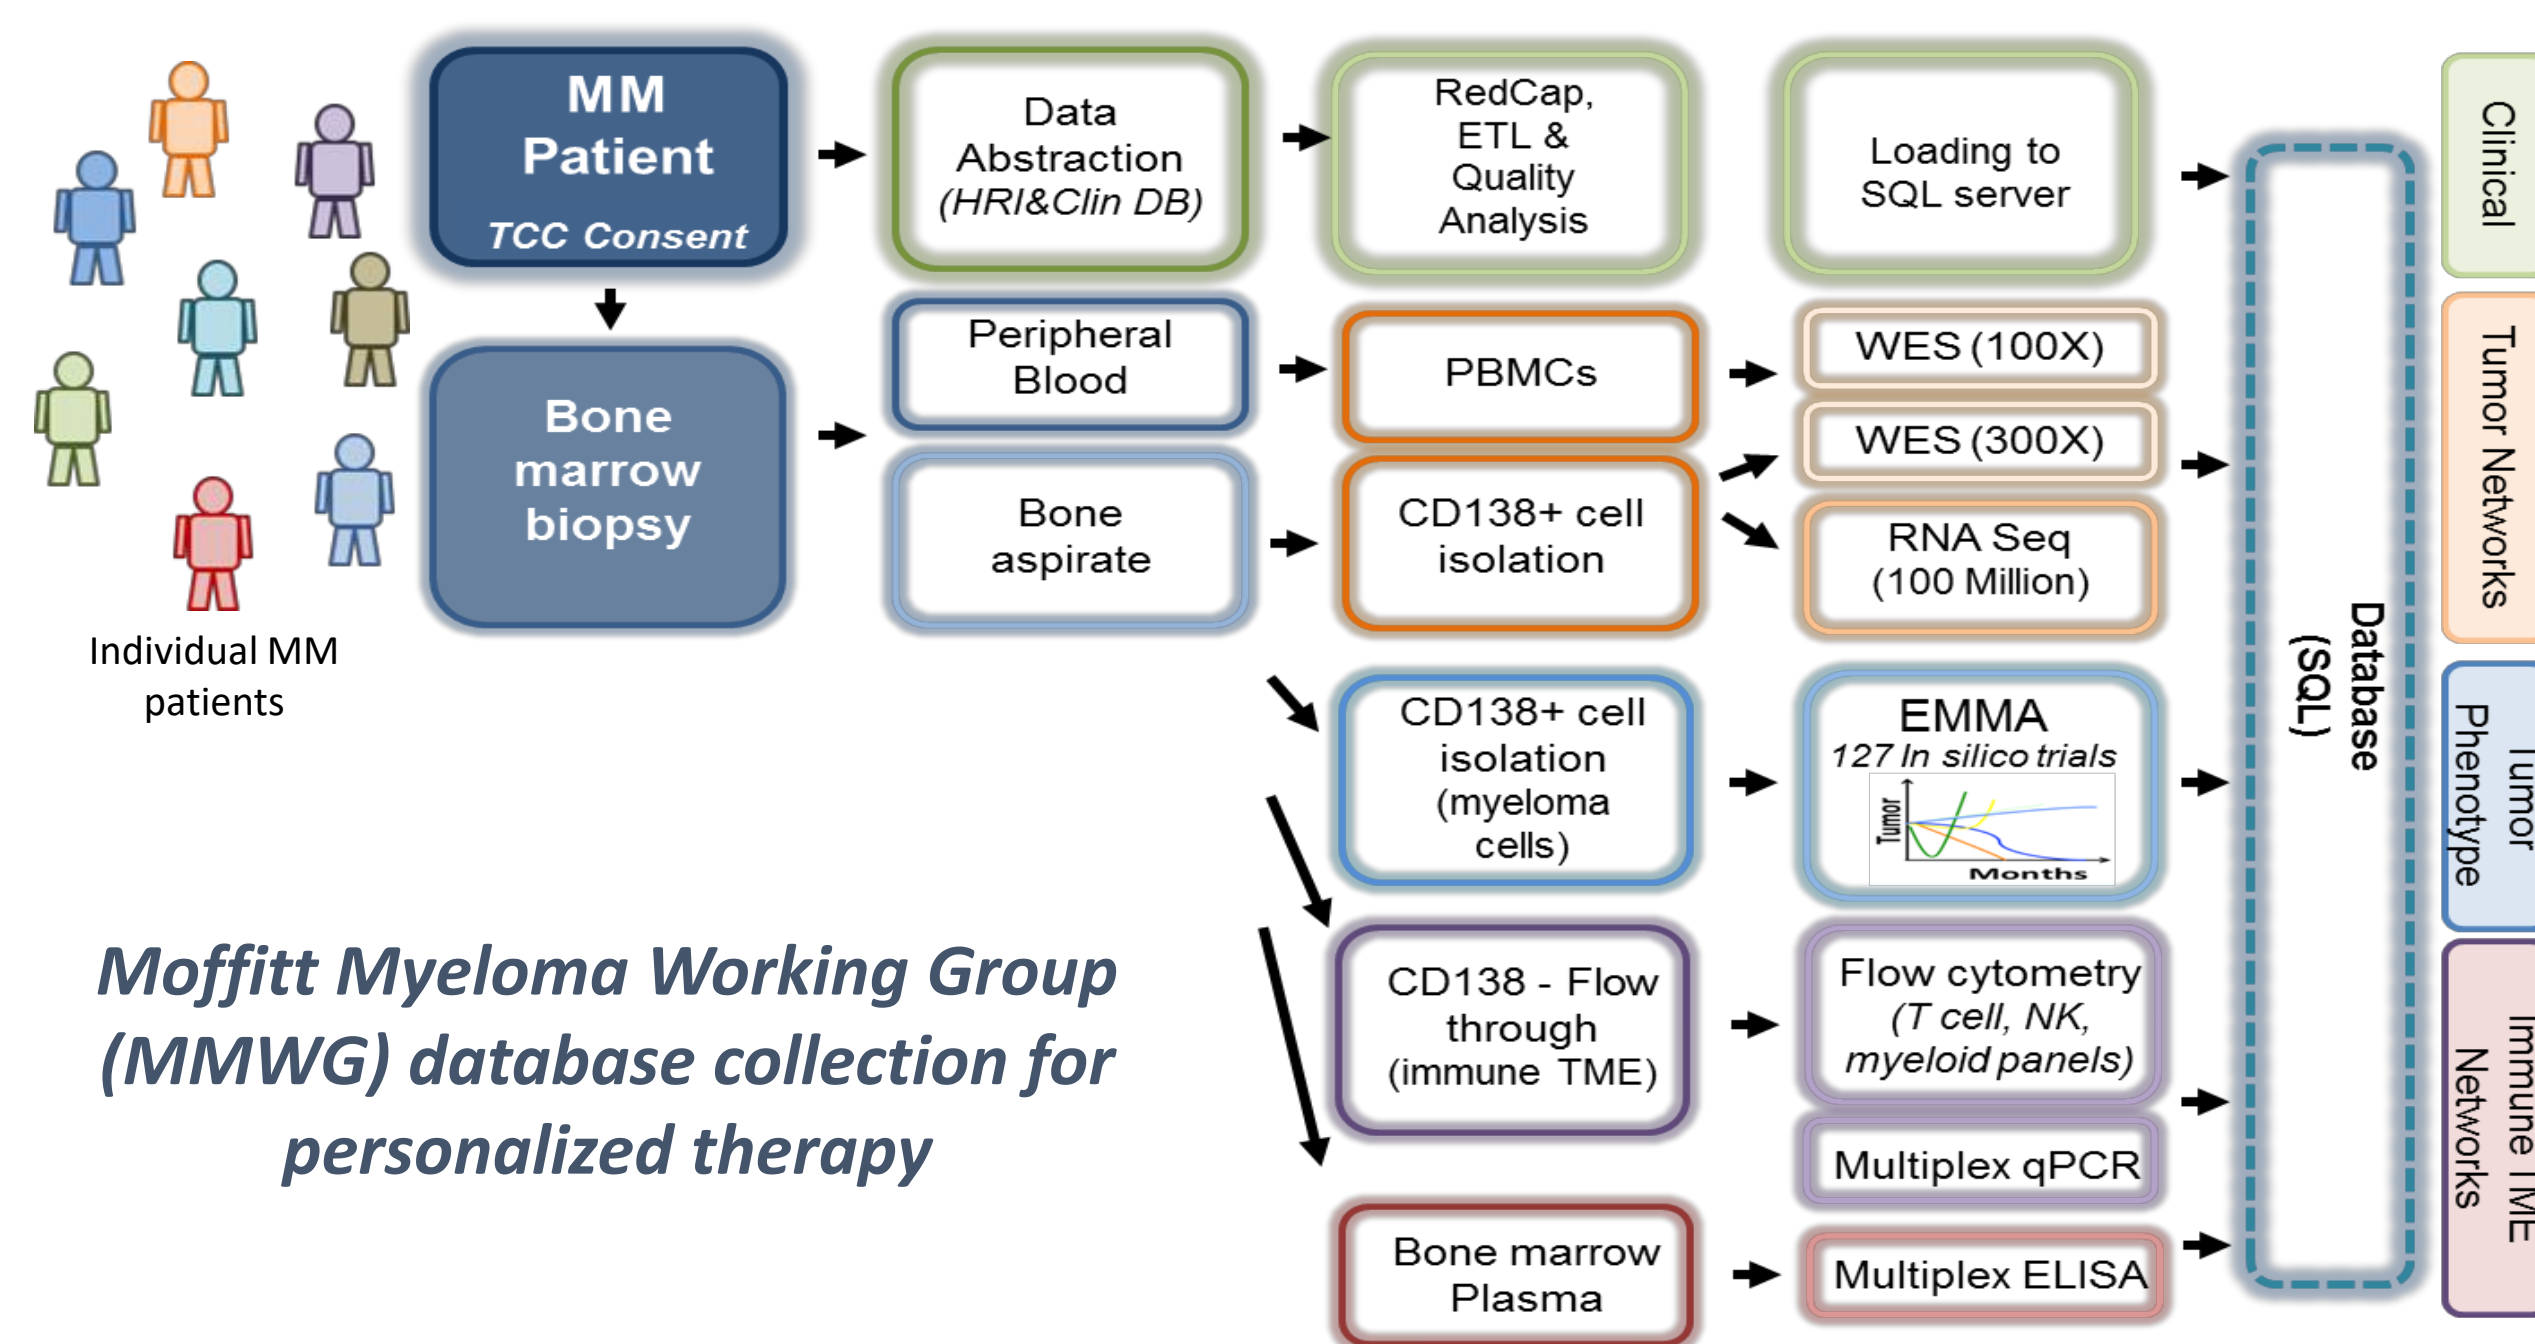 MM
Patient
TCC Consent
Data
Abstraction
(HRI&Clin DB)
RedCap,
ETL &
Quality
Analysis
Loading to
SQL server
Clinical
Bone
marrow
biopsy
Peripheral
Blood
PBMCs
WES (100X)
WES (300X)
Bone
aspirate
CD138+ cell
isolation
RNA Seq
(100 Million)
Tumor Networks
Individual MM
patients
CD138+ cell
isolation
(myeloma
cells)
EMMA
127 In silico trials
Tumor
Months
Database
(SQL)
Tumor
Phenotype
Moffitt Myeloma Working Group
(MMWG) database collection for
personalized therapy
CD138 - Flow
through
(immune TME)
Flow cytometry
(T cell, NK,
myeloid panels)
Multiplex qPCR
Immune TME
Networks
Bone marrow
Plasma
Multiplex ELISA